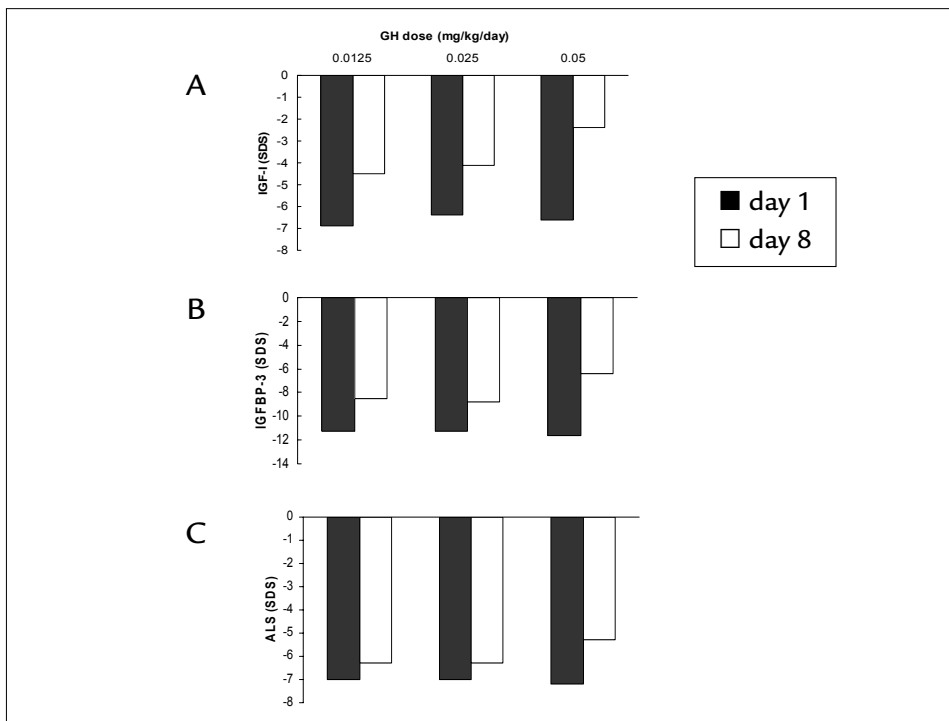 GH dose (mg/kg/day)
0.0125 0.025 0.05
A
IGF-I (SDS)
0
-1
-2
-3
-4
-5
-6
-7
-8
day 1
day 8
B
IGFBP-3 (SDS)
0
-2
-4
-6
-8
-10
-12
-14
C
ALS (SDS)
0
-1
-2
-3
-4
-5
-6
-7
-8